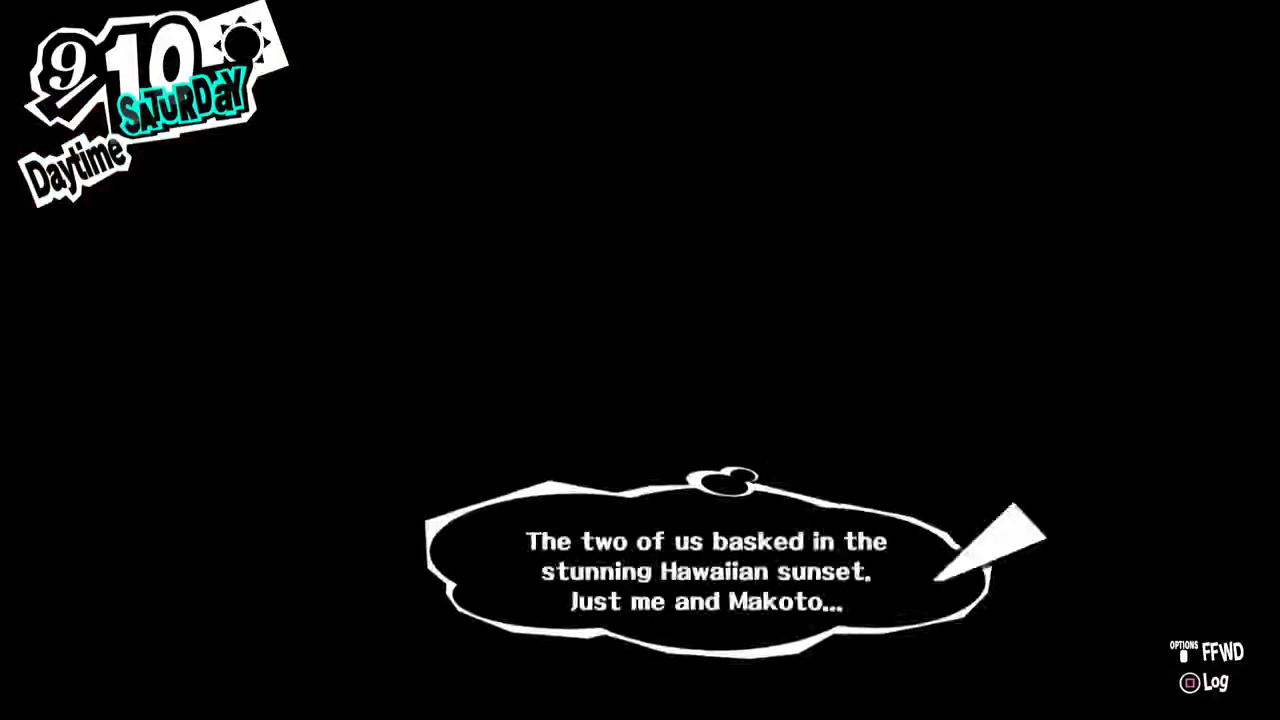 9/10
SATURDAY
Daytime
The two of us basked in the
stunning Hawaiian sunset.
Just me and Makoto...
OPTIONS FFWD
Log